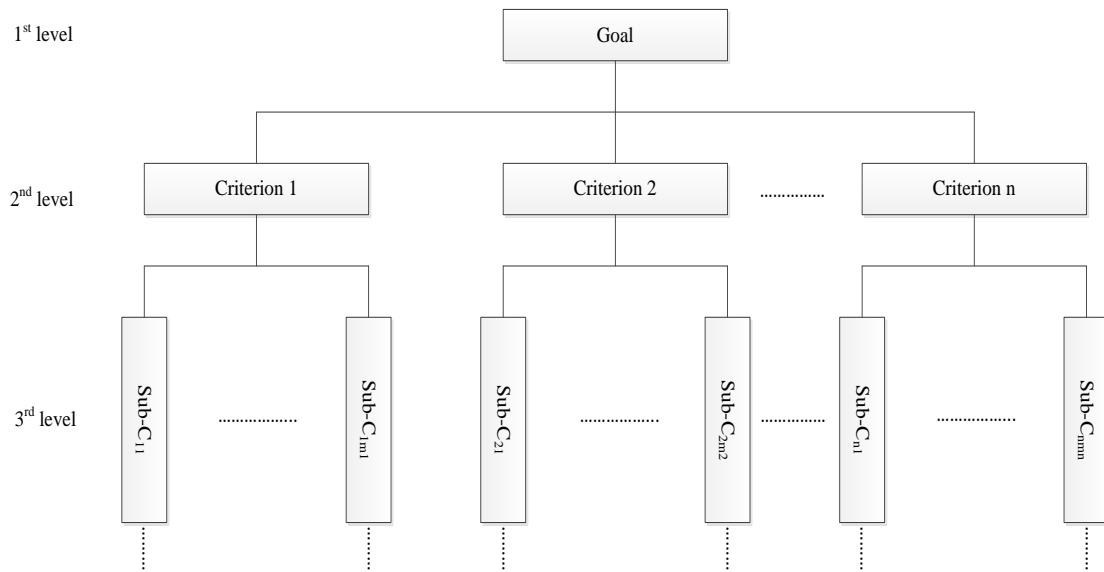 1st level
Goal
2nd level
Criterion 1
Criterion 2
..............
Criterion n
3rd level
Sub-C11
.................
Sub-C1m1
Sub-C21
.................
Sub-C2m2
..............
Sub-Cn1
.................
Sub-Cnmn